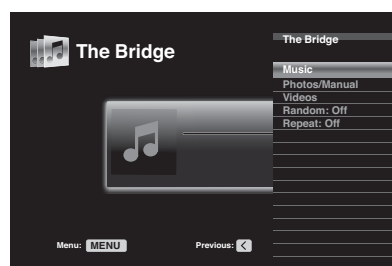 The Bridge
The Bridge
Music
Photos/Manual
Videos
Random: Off
Repeat: Off
Menu: MENU
Previous: <